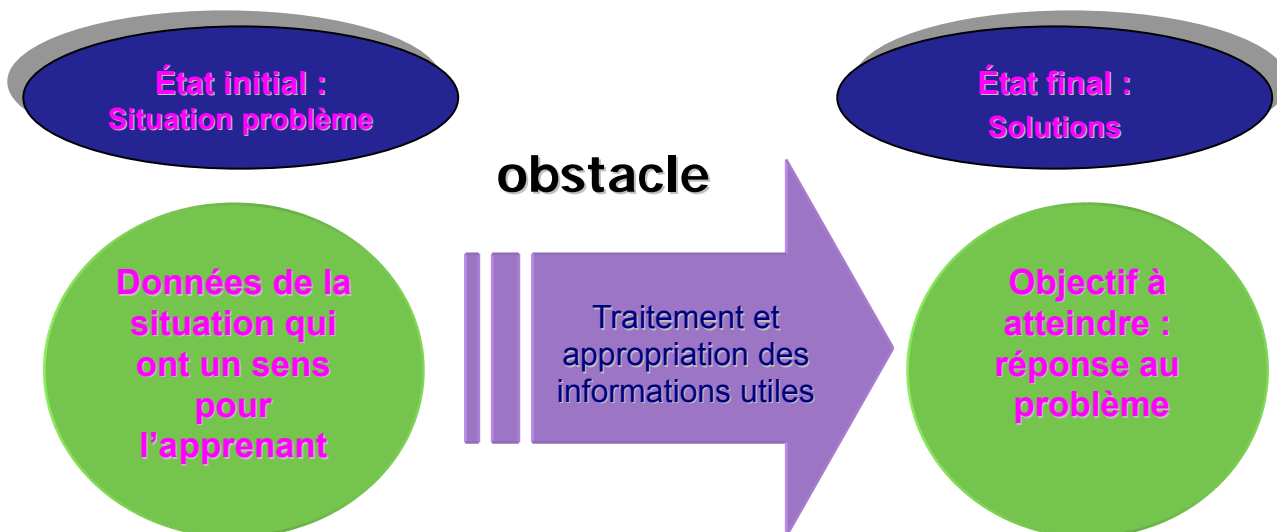 État initial :
Situation problème
État final :
Solutions
obstacle
Données de la
situation qui
ont un sens
pour
l'apprenant
Traitement et
appropriation des
informations utiles
Objectif à
atteindre :
réponse au
problème